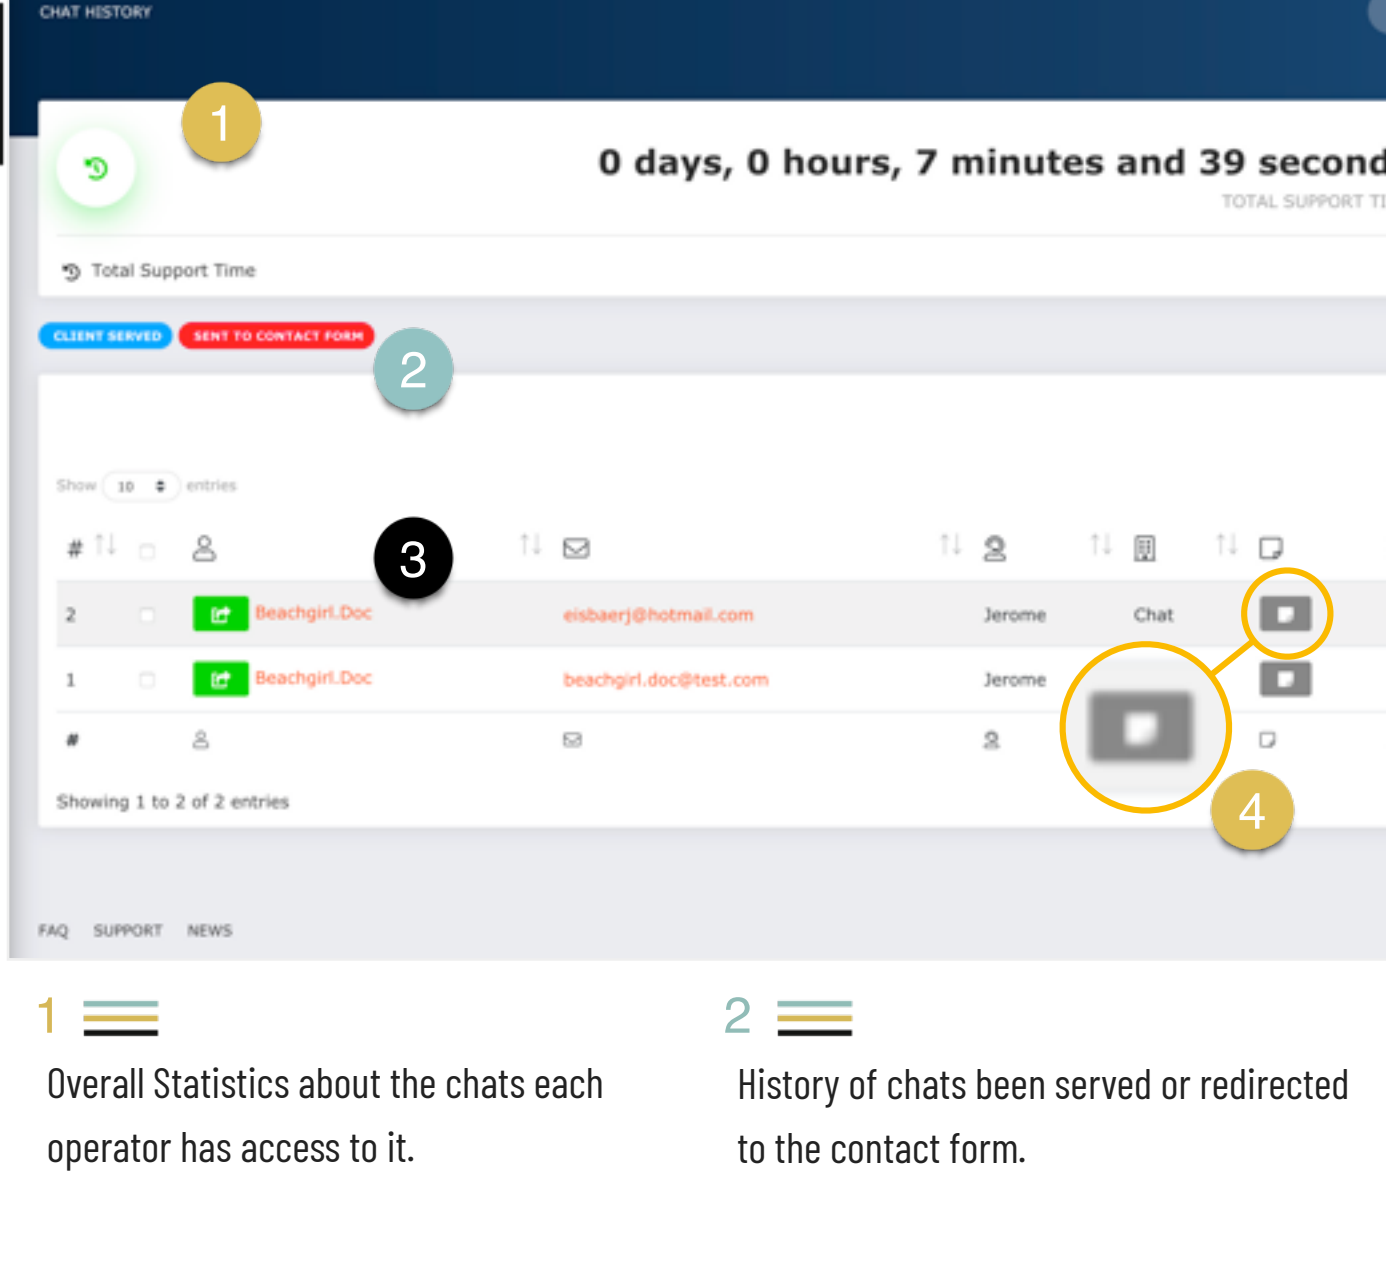 CHAT HISTORY
1
0 days, 0 hours, 7 minutes and 39 second
TOTAL SUPPORT TI
Total Support Time
CLIENT SERVED SENT TO CONTACT FORM
2
Show 10 entries
#
3
2 Beachgirl.Doc eisbaerj@hotmail.com Jerome Chat
1 Beachgirl.Doc beachgirl.doc@test.com Jerome
#
4
Showing 1 to 2 of 2 entries
FAQ SUPPORT NEWS
1
Overall Statistics about the chats each
operator has access to it.
2
History of chats been served or redirected
to the contact form.